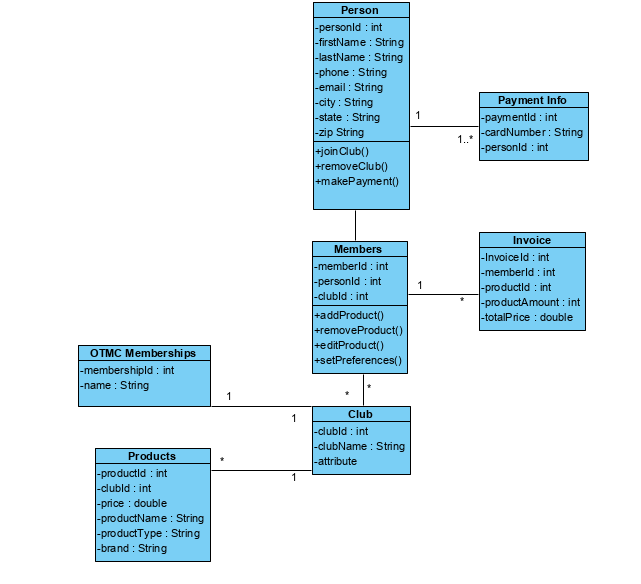 Person
-personId : int
-firstName : String
-lastName : String
-phone : String
-email : String
-city : String
-state : String
-zip String
+joinClub()
+removeClub()
+makePayment()
1
1..*
Payment Info
-paymentId : int
-cardNumber : String
-personId : int
Members
-memberId : int
-personId : int
-clubId : int
+addProduct()
+removeProduct()
+editProduct()
+setPreferences()
1
*
Invoice
-InvoiceId : int
-memberId : int
-productId : int
-productAmount : int
-totalPrice : double
OTMC Memberships
-membershipId : int
-name : String
1
1
*
*
Club
-clubId : int
-clubName : String
-attribute
Products
-productId : int
-clubId : int
-price : double
-productName : String
-productType : String
-brand : String
*
1